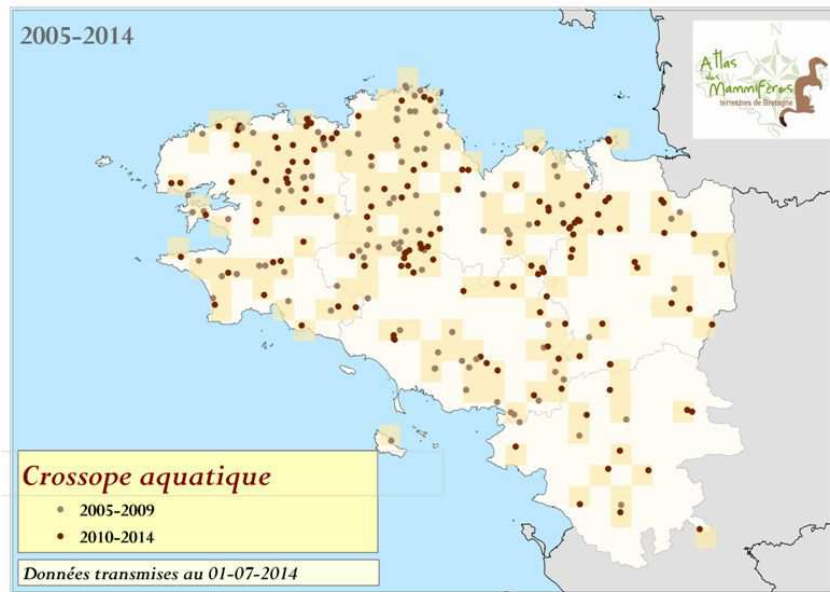 2005-2014
N
Atlas
des
Mammifères
terrestres de Bretagne
Crossope aquatique
2005-2009
2010-2014
Données transmises au 01-07-2014